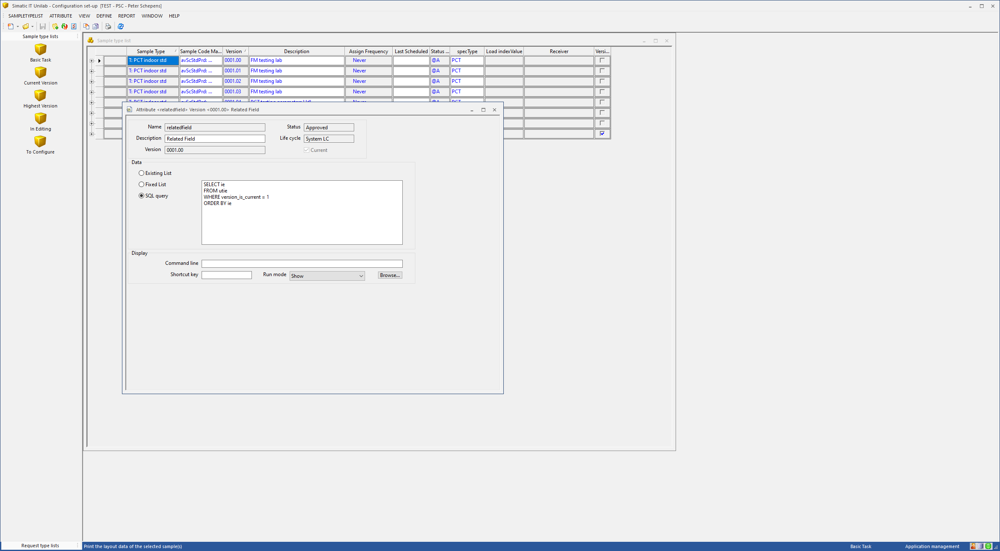 Simatic IT Unilab - Configuration set-up [TEST - PSC - Peter Schepens]
SAMPLETYPELIST ATTRIBUTE VIEW DEFINE REPORT WINDOW HELP
Sample type lists
Basic Task
Current Version
Highest Version
In Editing
To Configure
Request type lists
Sample type list
Sample Type Sample Code Ma... Version Description Assign Frequency Last Scheduled Status ... specType Load indexValue Receiver Versi...
T: PCT indoor std avScStdPrd: ... 0001.00 FM testing lab Never @A PCT
T: PCT indoor std avScStdPrd: ... 0001.01 FM testing lab Never @A PCT
T: PCT indoor std avScStdPrd: ... 0001.02 FM testing lab Never @A PCT
T: PCT indoor std avScStdPrd: ... 0001.03 FM testing lab Never @A PCT
Attribute <relatedfield> Version <0001.00> Related Field
Name relatedfield Status Approved
Description Related Field Life cycle System LC
Version 0001.00 Current
Data
Existing List
Fixed List
SQL query
SELECT ie
FROM utie
WHERE version_is_current = 1
ORDER BY ie
Display
Command line
Shortcut key Run mode Show Browse...
Print the layout data of the selected sample(s) Basic Task Application management